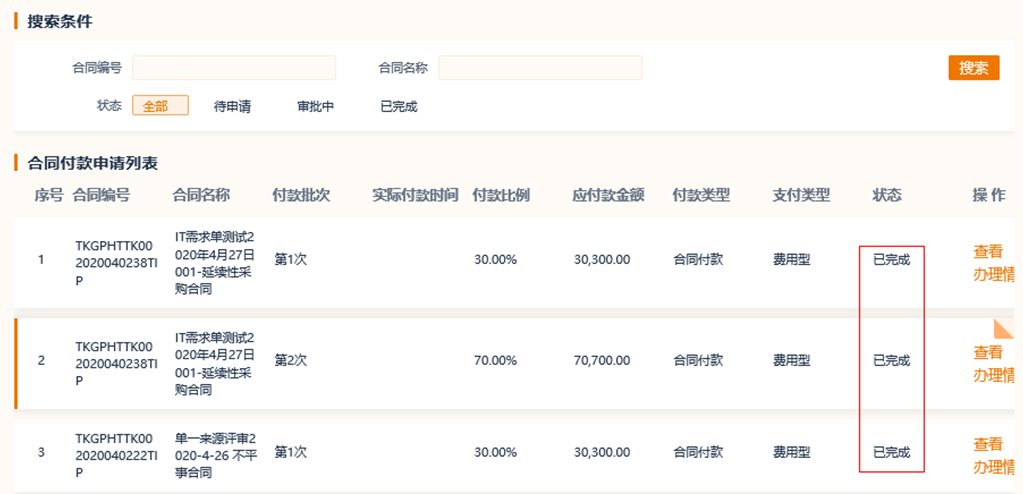 搜索条件
合同编号 合同名称 搜索
状态 全部 待申请 审批中 已完成
合同付款申请列表
序号 合同编号 合同名称 付款批次 实际付款时间 付款比例 应付款金额 付款类型 支付类型 状态 操 作
1 TKGPHTTK00
2020040238TI
P
IT需求单测试2
020年4月27日
001-延续性采
购合同
第1次 30.00% 30,300.00 合同付款 费用型 已完成
查看
办理情
2 TKGPHTTK00
2020040238TI
P
IT需求单测试2
020年4月27日
001-延续性采
购合同
第2次 70.00% 70,700.00 合同付款 费用型 已完成
查看
办理情
3 TKGPHTTK00
2020040222TI
P
单一来源评审2
020-4-26 不平
事合同
第1次 30.00% 30,300.00 合同付款 费用型 已完成
查看
办理情